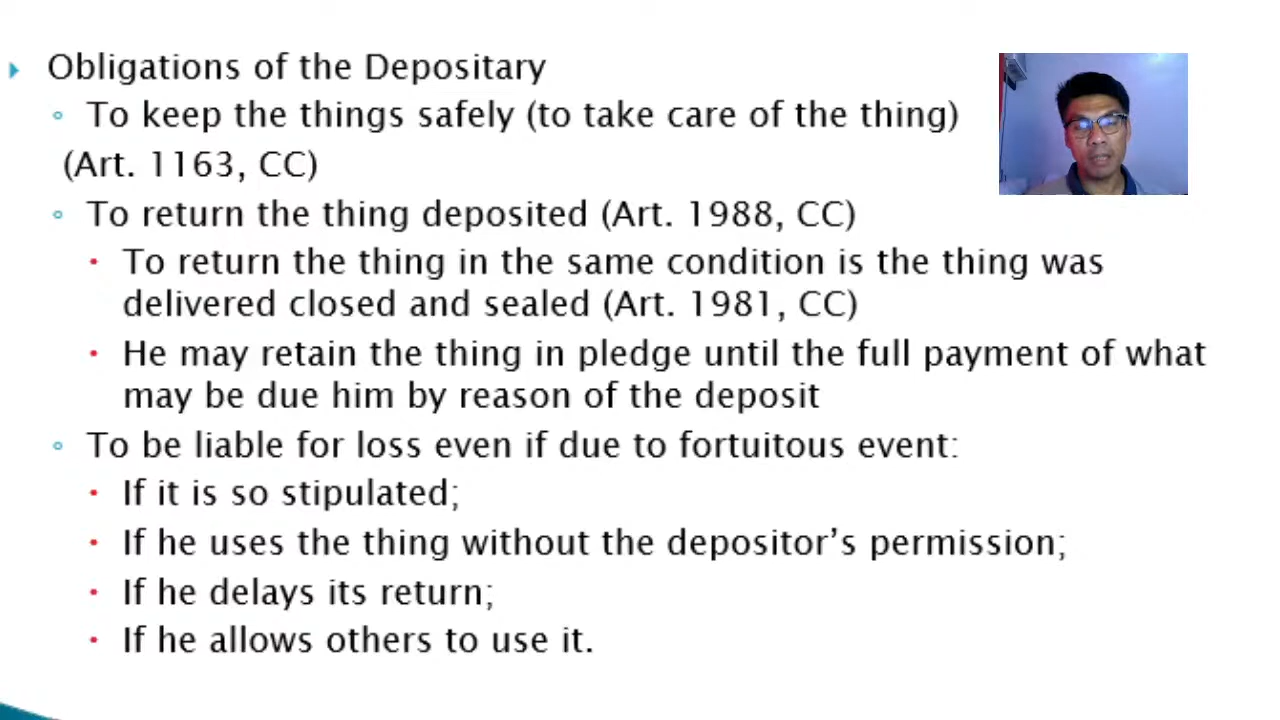 Obligations of the Depositary
To keep the things safely (to take care of the thing)
(Art. 1163, CC)
To return the thing deposited (Art. 1988, CC)
To return the thing in the same condition is the thing was
delivered closed and sealed (Art. 1981, CC)
He may retain the thing in pledge until the full payment of what
may be due him by reason of the deposit
To be liable for loss even if due to fortuitous event:
If it is so stipulated;
If he uses the thing without the depositor’s permission;
If he delays its return;
If he allows others to use it.